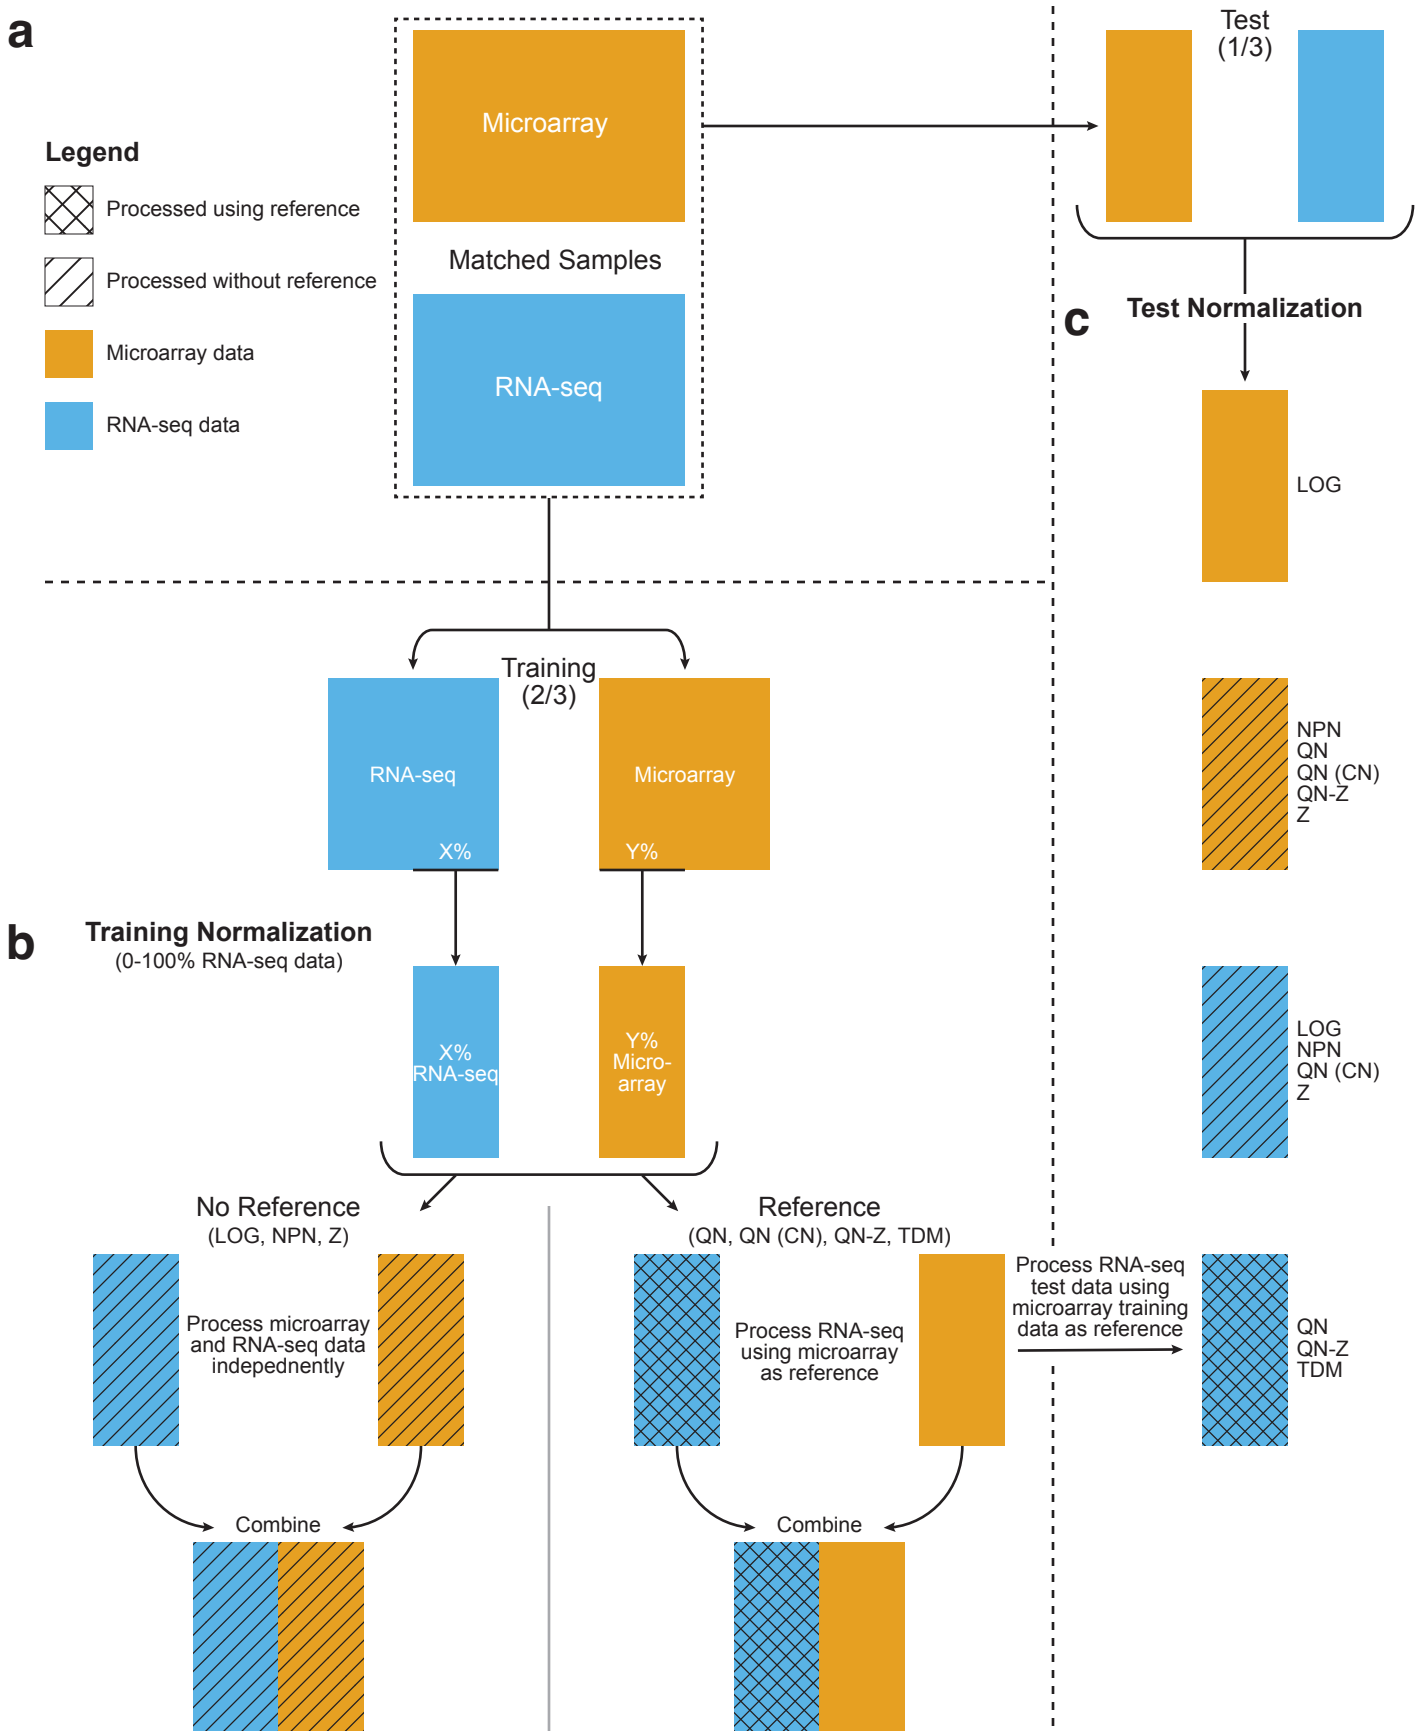 a
Legend
Processed using reference
Processed without reference
Microarray data
RNA-seq data
Microarray
Matched Samples
RNA-seq
Test
(1/3)
Training
(2/3)
RNA-seq
Microarray
X%
Y%
b
Training Normalization
(0-100% RNA-seq data)
X%
RNA-seq
Y%
Micro-
array
No Reference
(LOG, NPN, Z)
Process microarray
and RNA-seq data
indepednently
Combine
Reference
(QN, QN (CN), QN-Z, TDM)
Process RNA-seq
using microarray
as reference
Combine
Process RNA-seq
test data using
microarray training
data as reference
c
Test Normalization
LOG
NPN
QN
QN (CN)
QN-Z
Z
LOG
NPN
QN (CN)
Z
QN
QN-Z
TDM